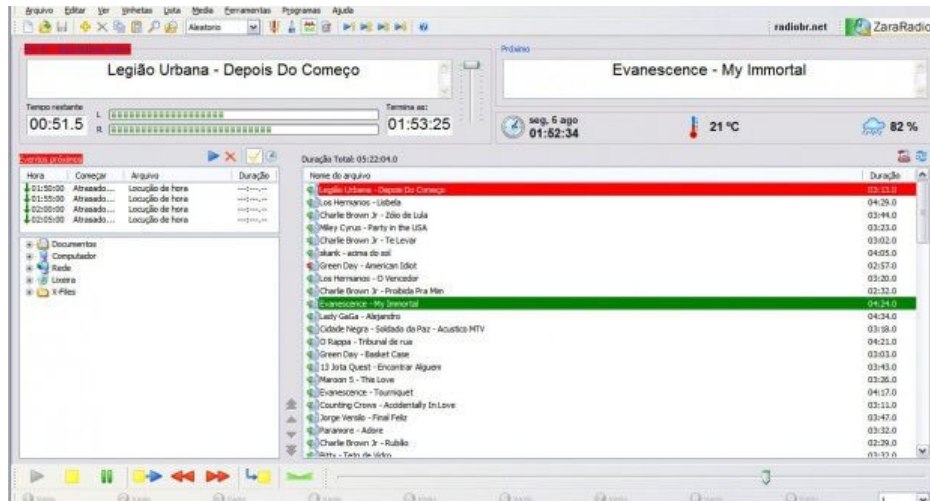 Arquivo Editar Ver Vinhetas Lista Media Ferramentas Programas Ajuda
Aleatorio
radiobr.net
ZaraRadio
Próximo
Legião Urbana - Depois Do Começo
Evanescence - My Immortal
Tempo restante
Termina as:
00:51.5
L
R
01:53:25
seg, 6 ago
01:52:34
21 ºC
82 %
Eventos próximos
Duração Total: 05:22:04.0
Hora Começar Arquivo Duração
01:50:00 Atrasado... Locução de hora
01:55:00 Atrasado... Locução de hora
02:00:00 Atrasado... Locução de hora
02:05:00 Atrasado... Locução de hora
Documentos
Computador
Rede
Lixeira
X-Files
Nome do arquivo Duração
Legião Urbana - Depois Do Começo 03:13.0
Los Hermanos - Lisbela 04:29.0
Charlie Brown Jr - Zóio de Lula 03:44.0
Miley Cyrus - Party in the USA 03:23.0
Charlie Brown Jr - Te Levar 03:02.0
skank - acima do sol 04:05.0
Green Day - American Idiot 02:57.0
Los Hermanos - O Vencedor 03:20.0
Charlie Brown Jr - Proibida Pra Mim 02:32.0
Evanescence - My Immortal 04:24.0
Lady GaGa - Alejandro 04:34.0
Cidade Negra - Soldado da Paz - Acustico MTV 03:18.0
O Rappa - Tribunal de rua 04:21.0
Green Day - Basket Case 03:03.0
13 Jota Quest - Encontrar Alguem 03:43.0
Maroon 5 - This Love 03:26.0
Evanescence - Tourniquet 04:17.0
Counting Crows - Accidentally In Love 03:11.0
Jorge Versilo - Final Feliz 03:47.0
Paramore - Adore 03:32.0
Charlie Brown Jr - Rubão 02:29.0
Pitty - Teto de Vidro 03:32.0
1